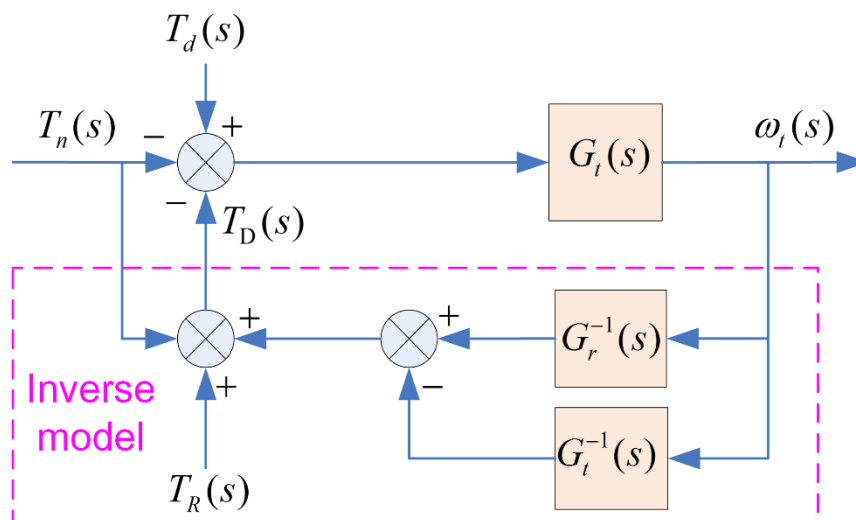 T_d(s)
T_n(s)
−
+
G_t(s)
ω_t(s)
−
T_D(s)
+
+
G_r^{-1}(s)
+
−
Inverse
model
G_t^{-1}(s)
T_R(s)